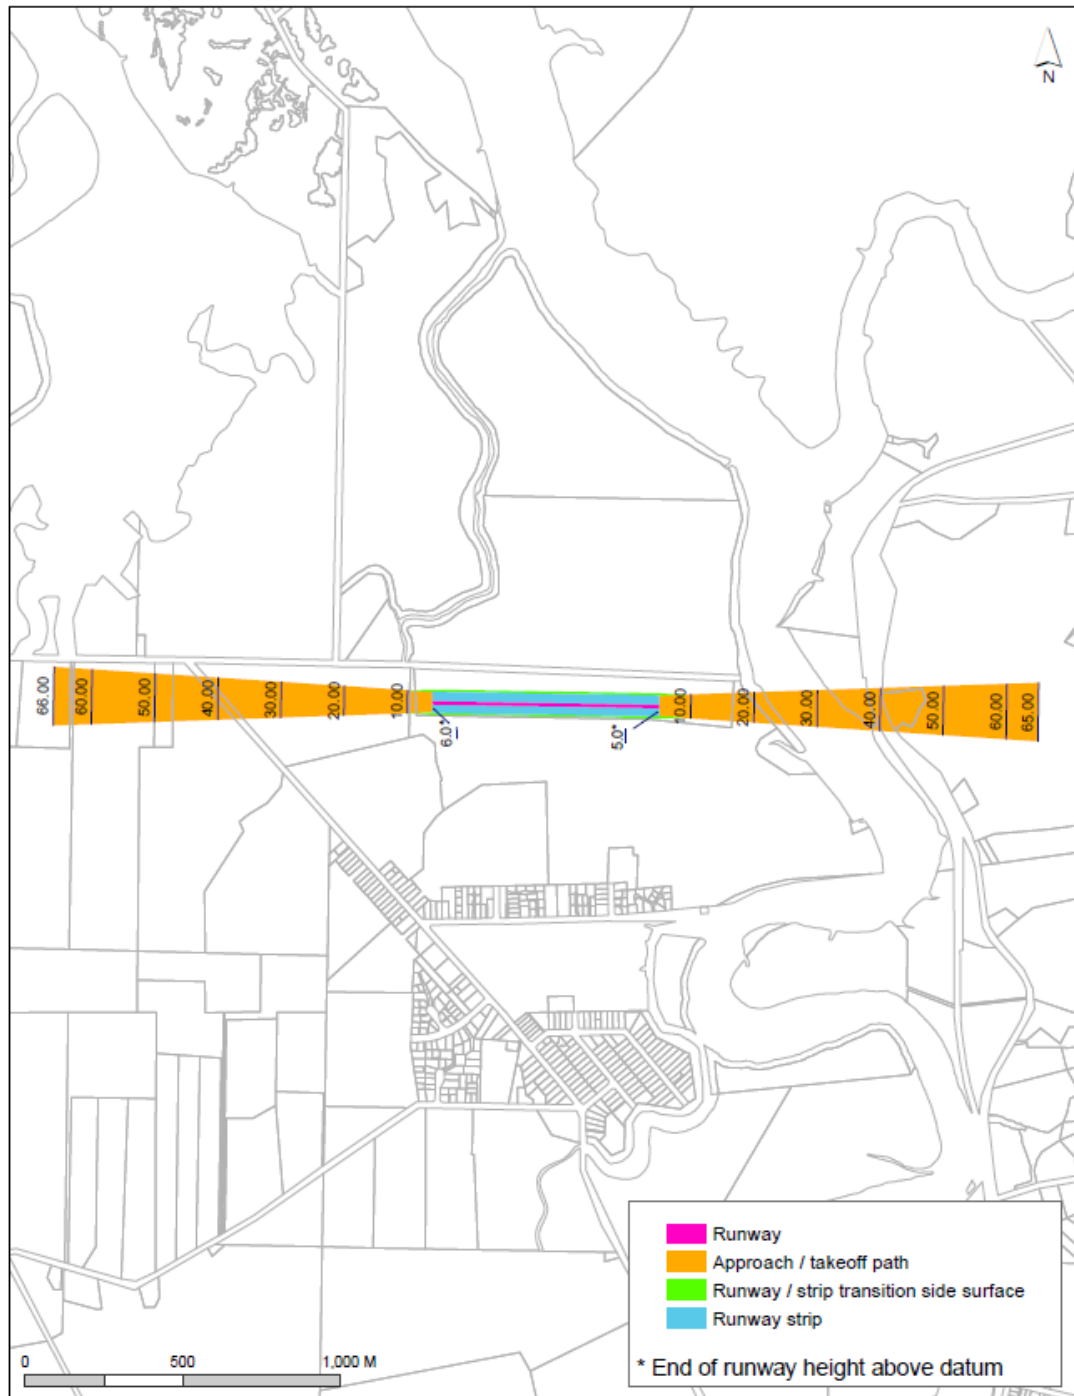 N
66.00
60.00
50.00
40.00
30.00
20.00
10.00
6.0*
5.0*
10.00
20.00
30.00
40.00
50.00
60.00
65.00
Runway
Approach / takeoff path
Runway / strip transition side surface
Runway strip
* End of runway height above datum
0 500 1,000 M